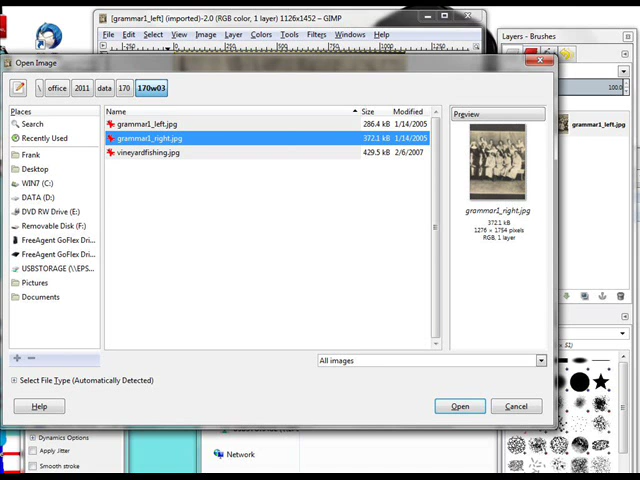 [grammar1_left] (imported)-2.0 (RGB color, 1 layer) 1126x1452 – GIMP
File Edit Select View Image Layer Colors Tools Filters Windows Help
Layers - Brushes
Open Image
\ office 2011 data 170 170w03
100.0
Places
Name Size Modified
Preview
Search
grammar1_left.jpg 286.4 kB 1/14/2005
grammar1_left.jpg
Recently Used
grammar1_right.jpg 372.1 kB 1/14/2005
Frank
vineyardfishing.jpg 429.5 kB 2/6/2007
Desktop
WIN7 (C:)
DATA (D:)
DVD RW Drive (E:)
grammar1_right.jpg
Removable Disk (F:)
372.1 kB
1276 × 1754 pixels
RGB, 1 layer
FreeAgent GoFlex Dri...
FreeAgent GoFlex Dri...
USBSTORAGE (\\EPS...
Pictures
Documents
All images
Select File Type (Automatically Detected)
Help Open Cancel
Dynamics Options
Apply Jitter
Smooth stroke
Network